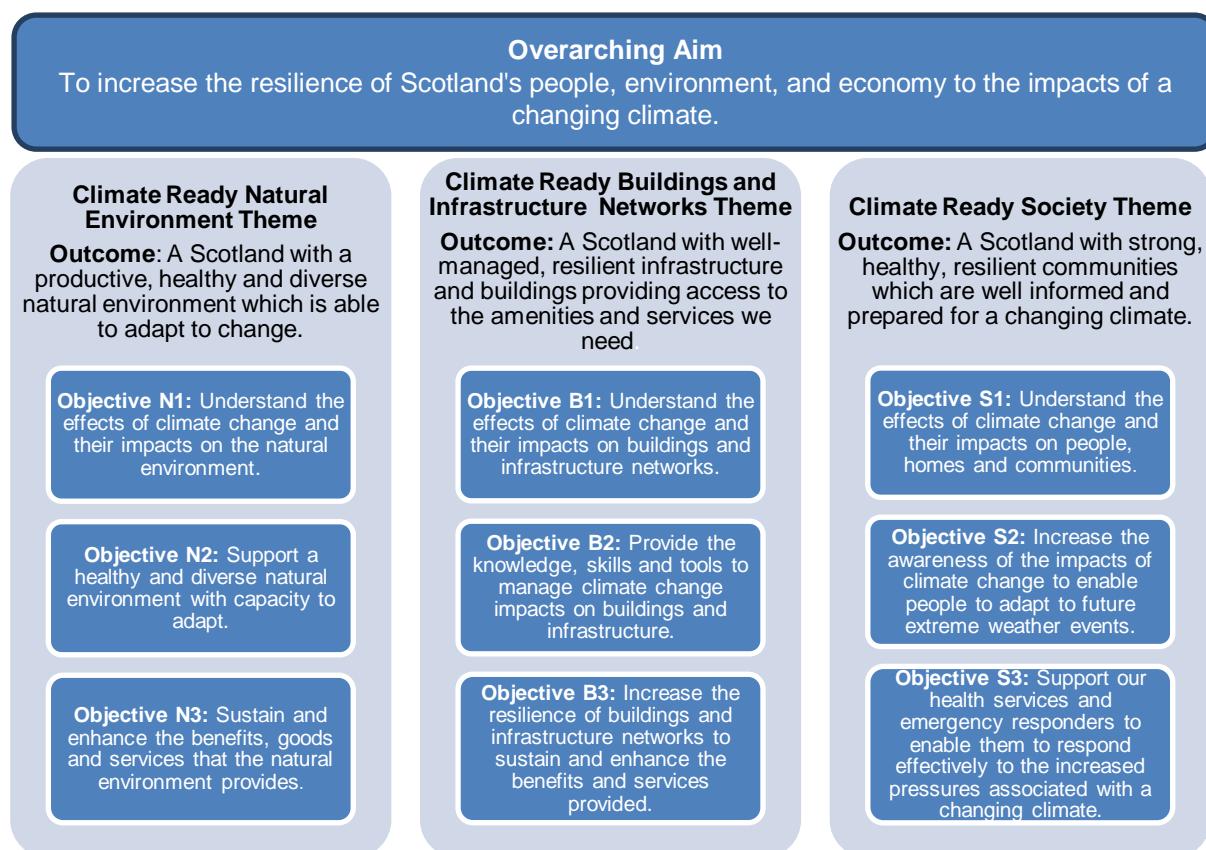 Overarching Aim
To increase the resilience of Scotland's people, environment, and economy to the impacts of a
changing climate.
Climate Ready Natural
Environment Theme
Outcome: A Scotland with a
productive, healthy and diverse
natural environment which is able
to adapt to change.
Objective N1: Understand the
effects of climate change and
their impacts on the natural
environment.
Objective N2: Support a
healthy and diverse natural
environment with capacity to
adapt.
Objective N3: Sustain and
enhance the benefits, goods
and services that the natural
environment provides.
Climate Ready Buildings and
Infrastructure Networks Theme
Outcome: A Scotland with well-
managed, resilient infrastructure
and buildings providing access to
the amenities and services we
need.
Objective B1: Understand the
effects of climate change and
their impacts on buildings and
infrastructure networks.
Objective B2: Provide the
knowledge, skills and tools to
manage climate change
impacts on buildings and
infrastructure.
Objective B3: Increase the
resilience of buildings and
infrastructure networks to
sustain and enhance the
benefits and services
provided.
Climate Ready Society Theme
Outcome: A Scotland with strong,
healthy, resilient communities
which are well informed and
prepared for a changing climate.
Objective S1: Understand the
effects of climate change and
their impacts on people,
homes and communities.
Objective S2: Increase the
awareness of the impacts of
climate change to enable
people to adapt to future
extreme weather events.
Objective S3: Support our
health services and
emergency responders to
enable them to respond
effectively to the increased
pressures associated with a
changing climate.